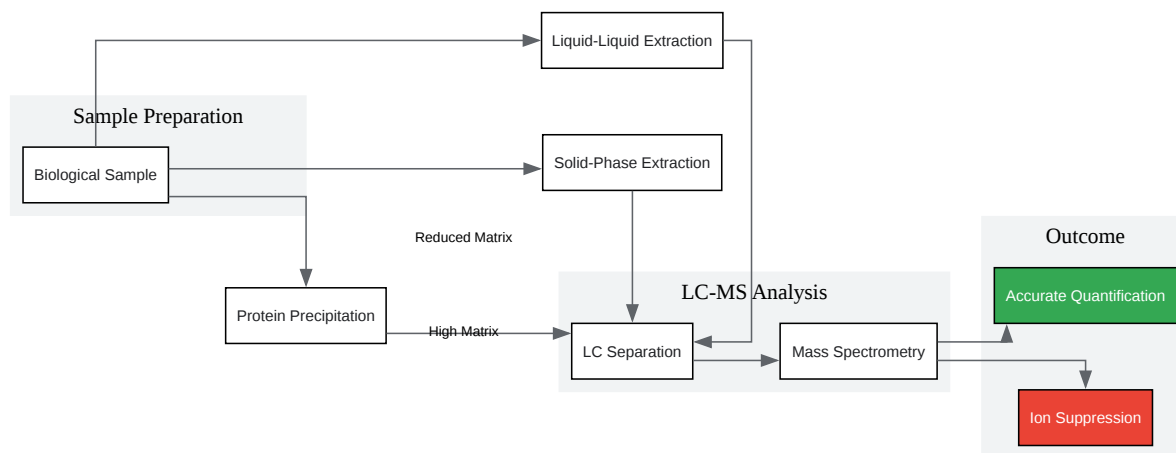 Liquid-Liquid Extraction
Sample Preparation
Biological Sample
Solid-Phase Extraction
Reduced Matrix
Protein Precipitation
High Matrix
LC-MS Analysis
LC Separation
Mass Spectrometry
Outcome
Accurate Quantification
Ion Suppression